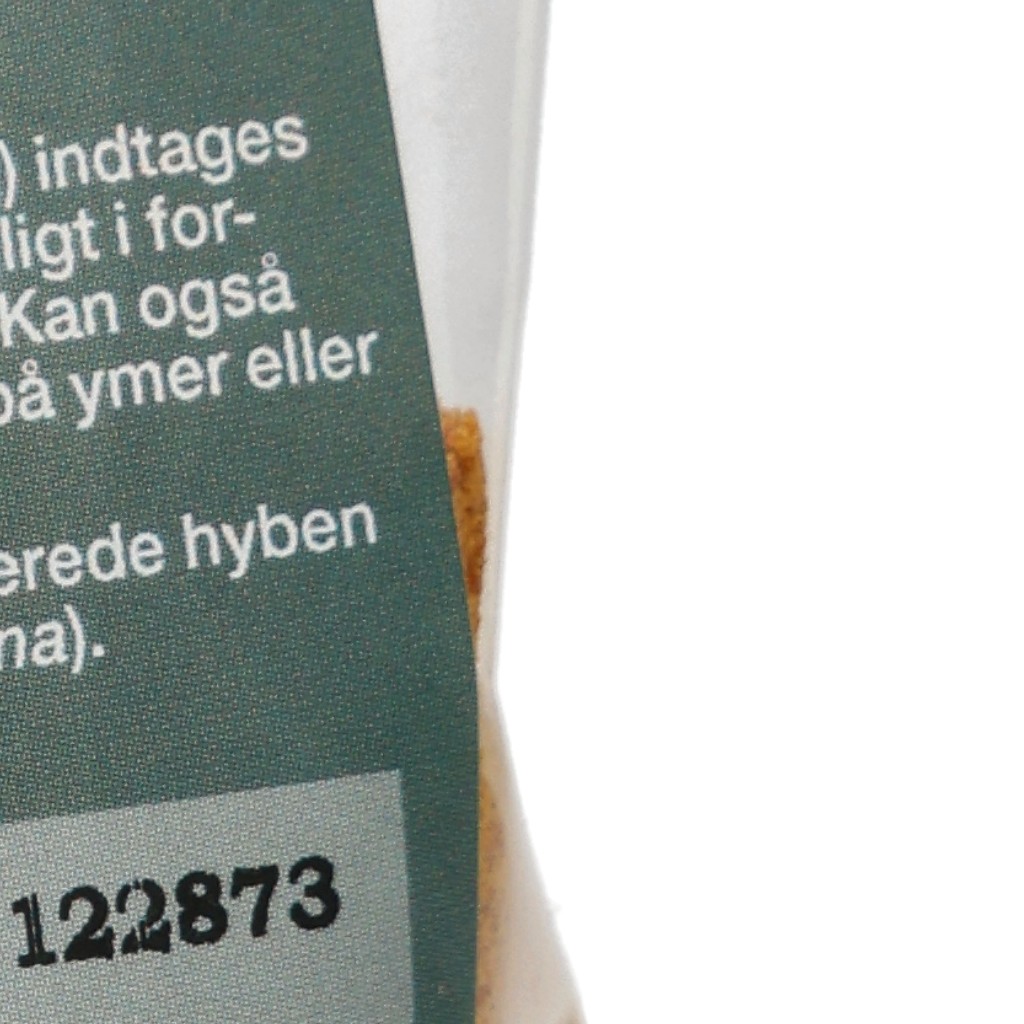 ) indtages
ligt i for-
Kan også
på ymer eller
erede hyben
na).
122873